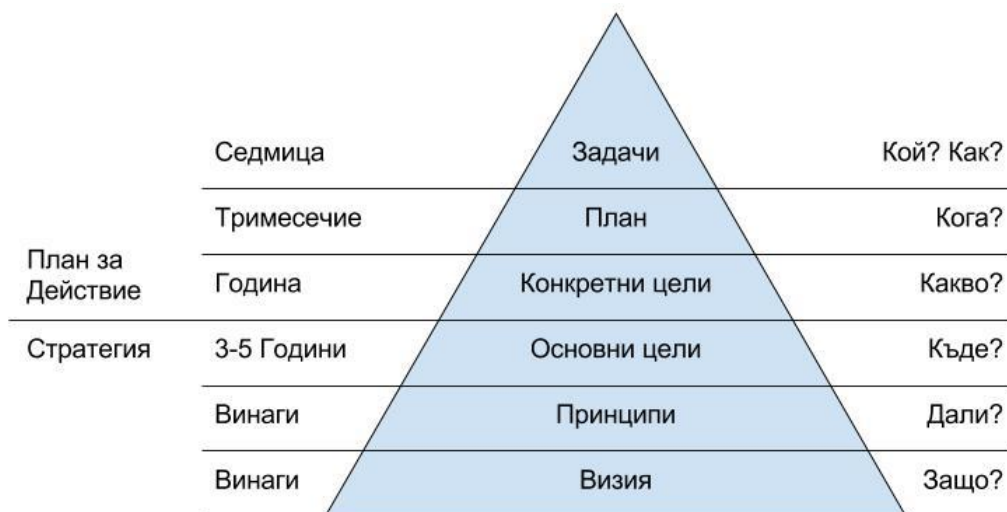 Седмица Задачи Кой? Как?
Тримесечие План Кога?
План за
Действие
Година Конкретни цели Какво?
Стратегия 3-5 Години Основни цели Къде?
Винаги Принципи Дали?
Винаги Визия Защо?